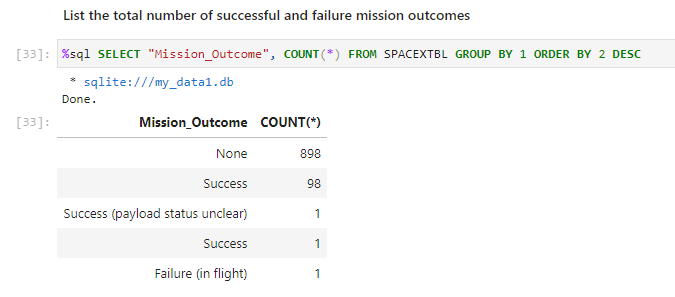 List the total number of successful and failure mission outcomes
[33]: %sql SELECT "Mission_Outcome", COUNT(*) FROM SPACEXTBL GROUP BY 1 ORDER BY 2 DESC
* sqlite:///my_data1.db
Done.
[33]: Mission_Outcome COUNT(*)
None 898
Success 98
Success (payload status unclear) 1
Success 1
Failure (in flight) 1